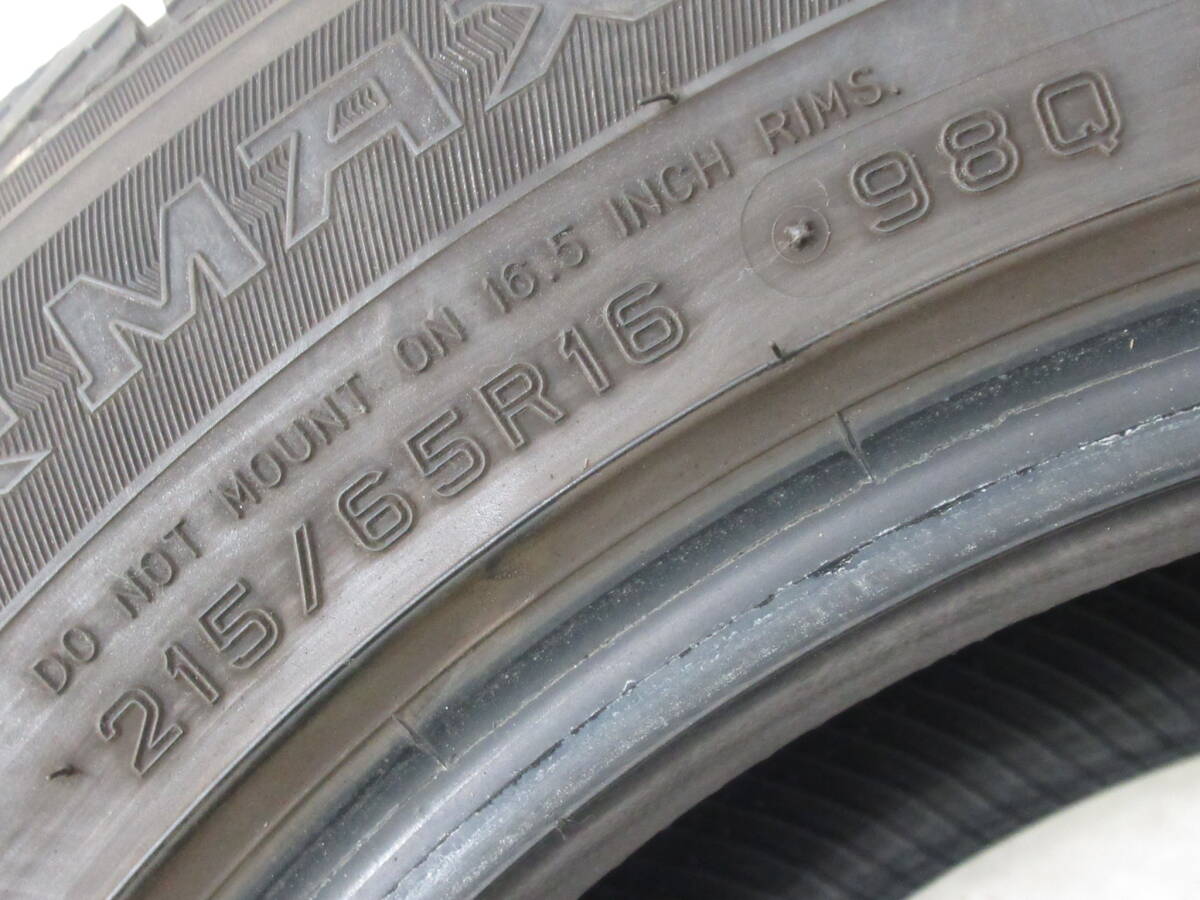 MAX
DO NOT MOUNT ON 16.5 INCH RIMS.
215/65R16 98Q